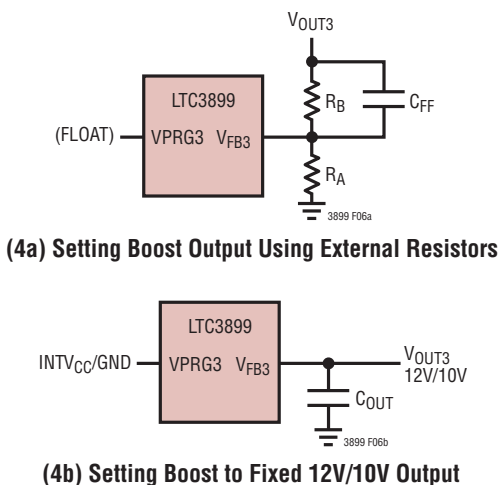 VOUT3
LTC3899
RB
CFF
(FLOAT)
VPRG3
VFB3
RA
3899 F06a
(4a) Setting Boost Output Using External Resistors
LTC3899
INTVCC/GND
VPRG3
VFB3
VOUT3
12V/10V
COUT
3899 F06b
(4b) Setting Boost to Fixed 12V/10V Output